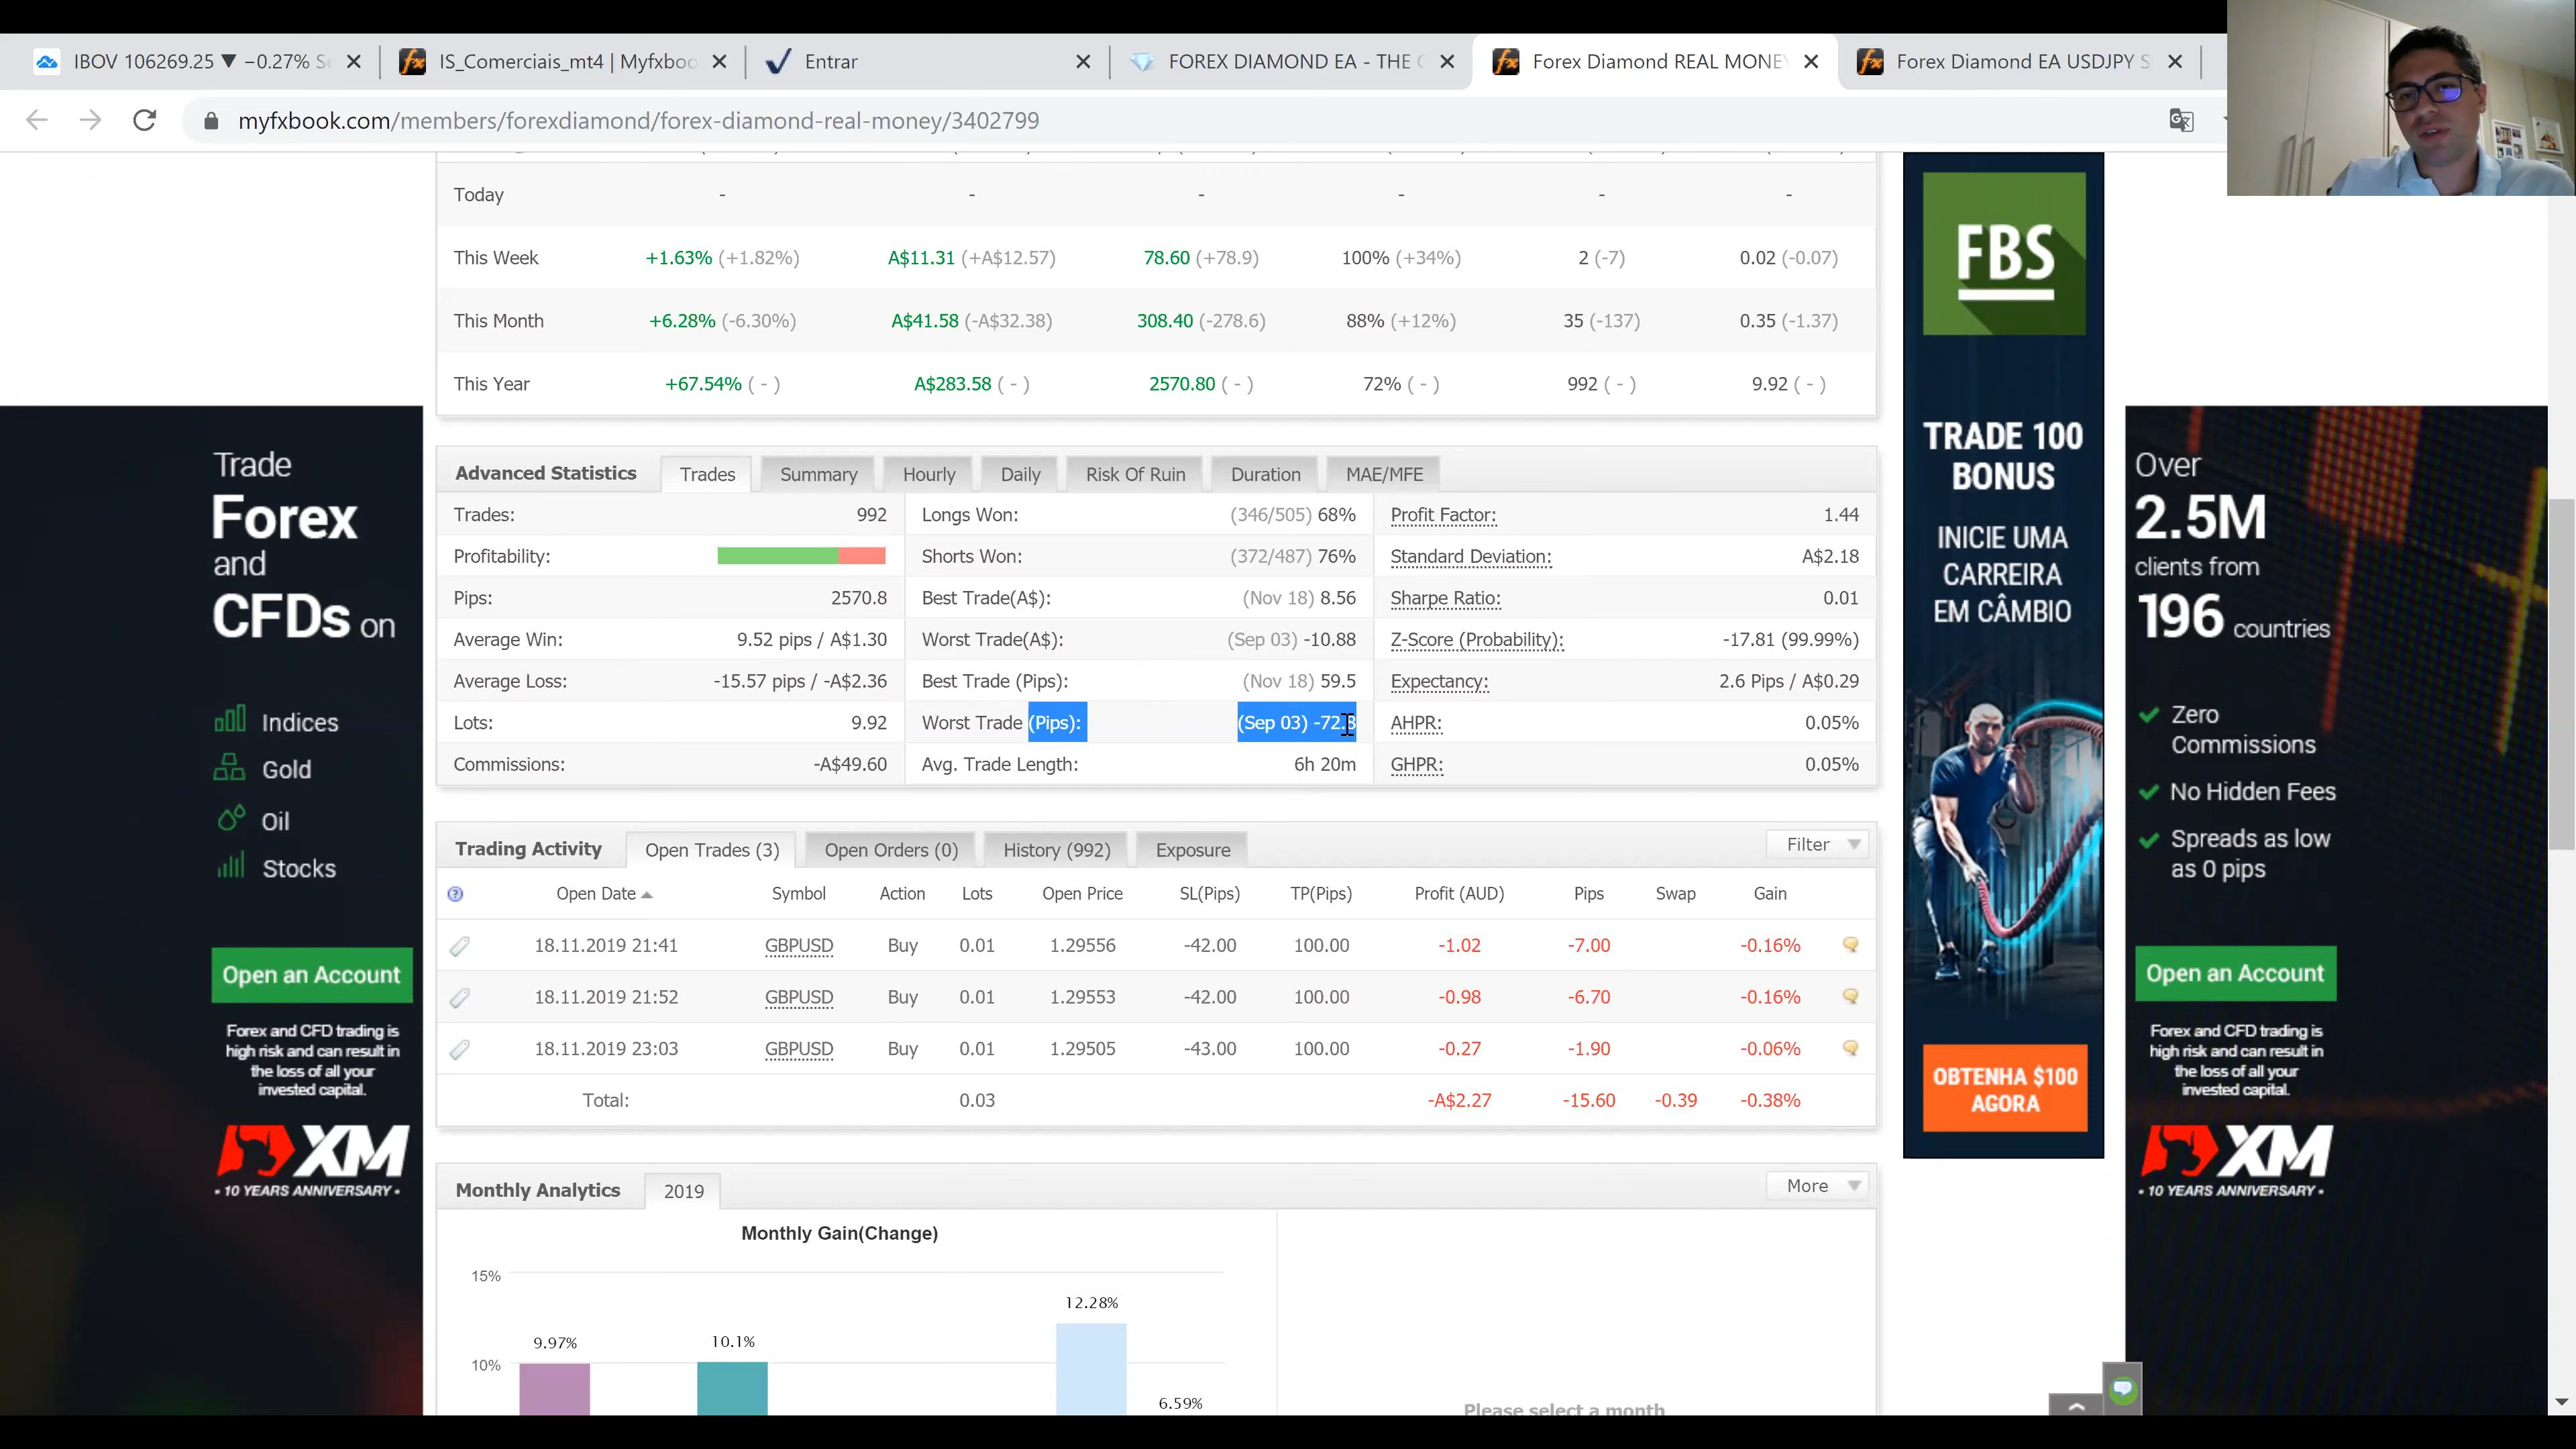 IBOV 106269.25 ▼ −0.27%
IS_Comerciais_mt4 | Myfxboo
Entrar
FOREX DIAMOND EA - THE
Forex Diamond REAL MONEY
Forex Diamond EA USDJPY S
myfxbook.com/members/forexdiamond/forex-diamond-real-money/3402799
Today - - - - - -
This Week +1.63% (+1.82%) A$11.31 (+A$12.57) 78.60 (+78.9) 100% (+34%) 2 (-7) 0.02 (-0.07)
This Month +6.28% (-6.30%) A$41.58 (-A$32.38) 308.40 (-278.6) 88% (+12%) 35 (-137) 0.35 (-1.37)
This Year +67.54% ( - ) A$283.58 ( - ) 2570.80 ( - ) 72% ( - ) 992 ( - ) 9.92 ( - )
Advanced Statistics Trades Summary Hourly Daily Risk Of Ruin Duration MAE/MFE
Trades: 992 Longs Won: (346/505) 68% Profit Factor: 1.44
Profitability: Shorts Won: (372/487) 76% Standard Deviation: A$2.18
Pips: 2570.8 Best Trade(A$): (Nov 18) 8.56 Sharpe Ratio: 0.01
Average Win: 9.52 pips / A$1.30 Worst Trade(A$): (Sep 03) -10.88 Z-Score (Probability): -17.81 (99.99%)
Average Loss: -15.57 pips / -A$2.36 Best Trade (Pips): (Nov 18) 59.5 Expectancy: 2.6 Pips / A$0.29
Lots: 9.92 Worst Trade (Pips): (Sep 03) AHPR: 0.05%
Commissions: -A$49.60 Avg. Trade Length: 6h 20m GHPR: 0.05%
Trading Activity Open Trades (3) Open Orders (0) History (992) Exposure Filter
Open Date Symbol Action Lots Open Price SL(Pips) TP(Pips) Profit (AUD) Pips Swap Gain
18.11.2019 21:41 GBPUSD Buy 0.01 1.29556 -42.00 100.00 -1.02 -7.00 -0.16%
18.11.2019 21:52 GBPUSD Buy 0.01 1.29553 -42.00 100.00 -0.98 -6.70 -0.16%
18.11.2019 23:03 GBPUSD Buy 0.01 1.29505 -43.00 100.00 -0.27 -1.90 -0.06%
Total: 0.03 -A$2.27 -15.60 -0.39 -0.38%
Monthly Analytics 2019 More
Monthly Gain(Change)
15%
12.28%
9.97%
10.1%
10%
6.59%
Please select a month
Trade
Forex
and
CFDs on
Indices
Gold
Oil
Stocks
Open an Account
Forex and CFD trading is
high risk and can result in
the loss of all your
invested capital.
XM
• 10 YEARS ANNIVERSARY •
FBS
TRADE 100
BONUS
INICIE UMA
CARREIRA
EM CÂMBIO
OBTENHA $100
AGORA
Over
2.5M
clients from
196 countries
Zero
Commissions
No Hidden Fees
Spreads as low
as 0 pips
Open an Account
Forex and CFD trading is
high risk and can result in
the loss of all your
invested capital.
XM
• 10 YEARS ANNIVERSARY •